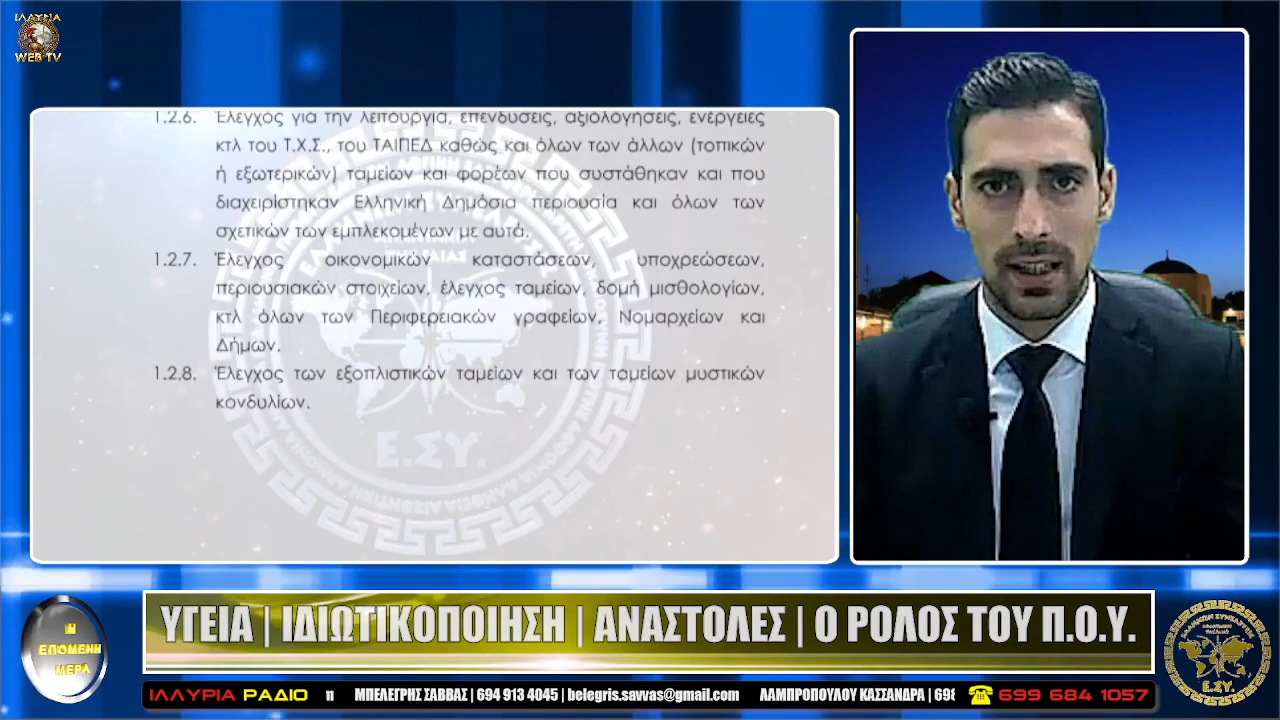 ΙΛΛΥΡΙΑ
WEB TV
1.2.6. Έλεγχος για την λειτουργία, επενδύσεις, αξιολογήσεις, ενέργειες
κτλ του Τ.Χ.Σ., του ΤΑΙΠΕΔ καθώς και όλων των άλλων (τοπικών
ή εξωτερικών) ταμείων και φορέων που συστάθηκαν και που
διαχειρίστηκαν Ελληνική Δημόσια περιουσία και όλων των
σχετικών των εμπλεκομένων με αυτά.
1.2.7. Έλεγχος οικονομικών καταστάσεων, υποχρεώσεων,
περιουσιακών στοιχείων, έλεγχος ταμείων, δομή μισθολογίων,
κτλ όλων των Περιφερειακών γραφείων, Νομαρχείων και
Δήμων.
1.2.8. Έλεγχος των εξοπλιστικών ταμείων και των ταμείων μυστικών
κονδυλίων.
Ε.ΣΥ.
ΥΓΕΙΑ | ΙΔΙΩΤΙΚΟΠΟΙΗΣΗ | ΑΝΑΣΤΟΛΕΣ | Ο ΡΟΛΟΣ ΤΟΥ Π.Ο.Υ.
Η
ΕΠΟΜΕΝΗ
ΜΕΡΑ
ΙΛΛΥΡΙΑ ΡΑΔΙΟ ΜΠΕΛΕΓΡΗΣ ΣΑΒΒΑΣ | 694 913 4045 | belegris.savvas@gmail.com ΛΑΜΠΡΟΠΟΥΛΟΥ ΚΑΣΣΑΝΔΡΑ | 698 699 684 1057
Ε.ΣΥ.